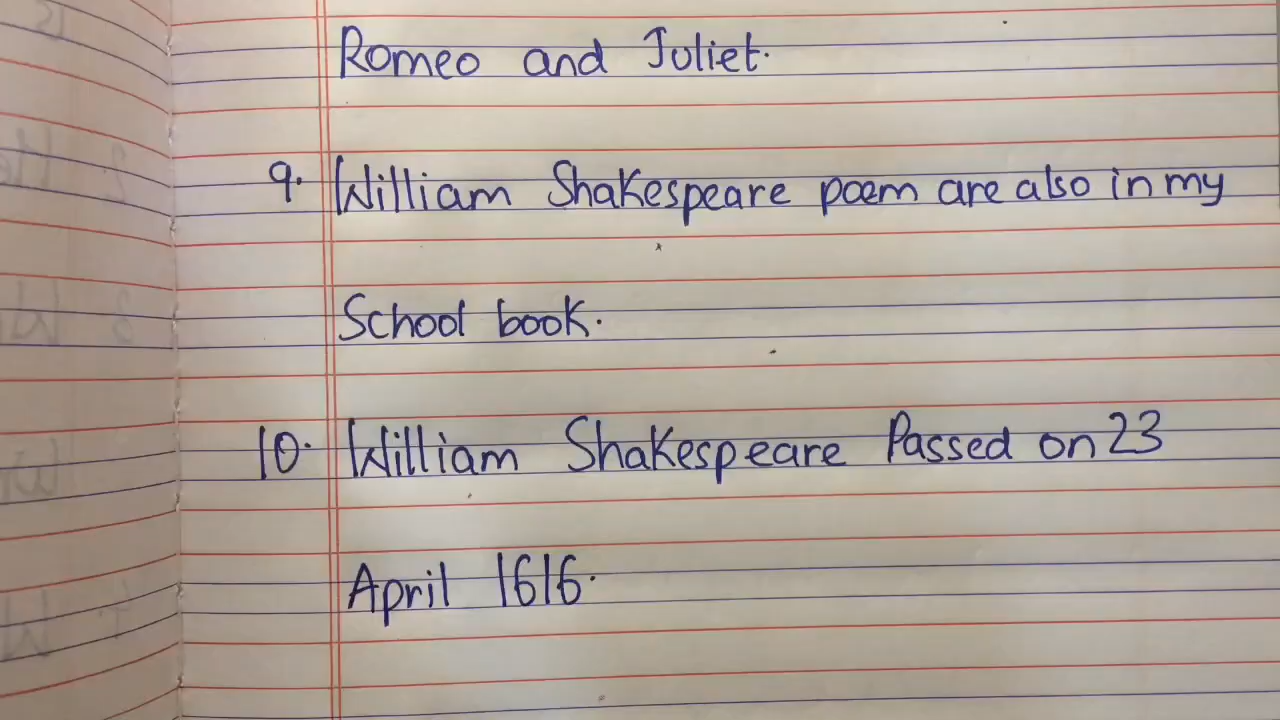 Romeo and Juliet.
9. William Shakespeare poem are also in my
School book.
10. William Shakespeare Passed on 23
April 1616.